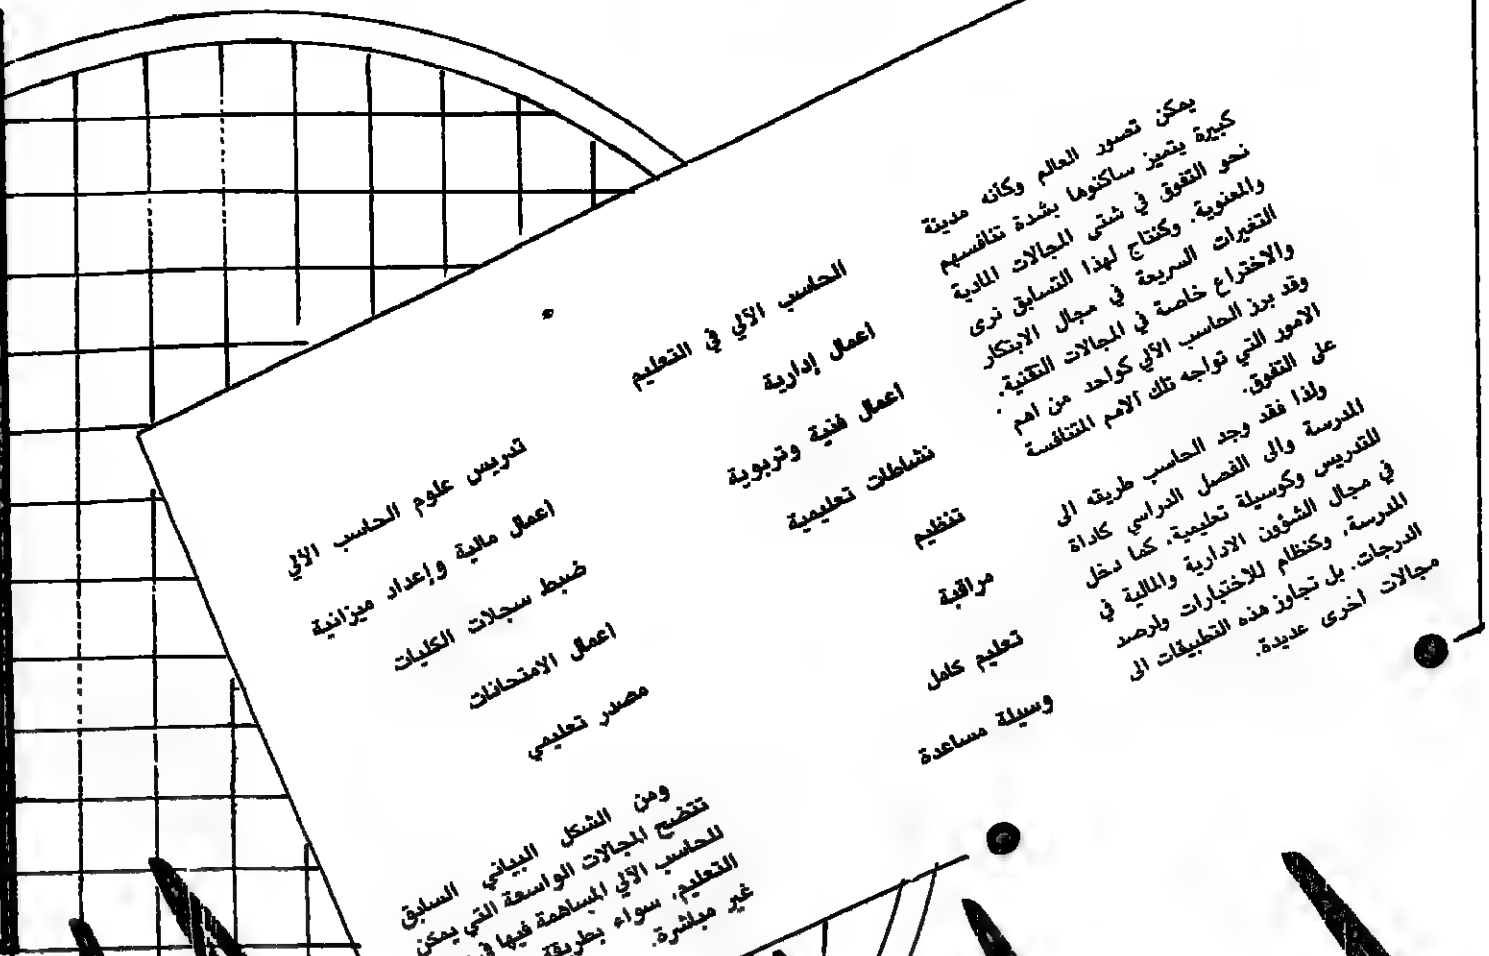 يمكن تصور العالم وكأنه مدينة
كبيرة يتميز ساكنوها بشدة تنافسهم
نحو التفوق في شتى المجالات المادية
والمعنوية. وكنتاج لهذا التسابق نرى
التغيرات السريعة في مجال الابتكار
والاختراع خاصة في المجالات التقنية.
وقد برز الحاسب الآلي كواحد من اهم
الامور التي تواجه تلك الامم المتنافسة
على التفوق.
ولذا فقد وجد الحاسب طريقه الى
المدرسة والى الفصل الدراسي كاداة
للتدريس وكوسيلة تعليمية. كما دخل
في مجال الشؤون الادارية والمالية في
المدرسة، وكنظام للاختبارات ولرصد
الدرجات. بل تجاوز هذه التطبيقات الى
مجالات اخرى عديدة.
الحاسب الآلي في التعليم
اعمال إدارية
اعمال فنية وتربوية
نشاطات تعليمية
تنظيم
مراقبة
تعليم كامل
وسيلة مساعدة
تدريس علوم الحاسب الآلي
اعمال مالية وإعداد ميزانية
ضبط سجلات الكليات
اعمال الامتحانات
مصدر تعليمي
ومن الشكل البياني السابق
تتضح المجالات الواسعة التي يمكن
للحاسب الآلي المساهمة فيها في
التعليم، سواء بطريقة
غير مباشرة.